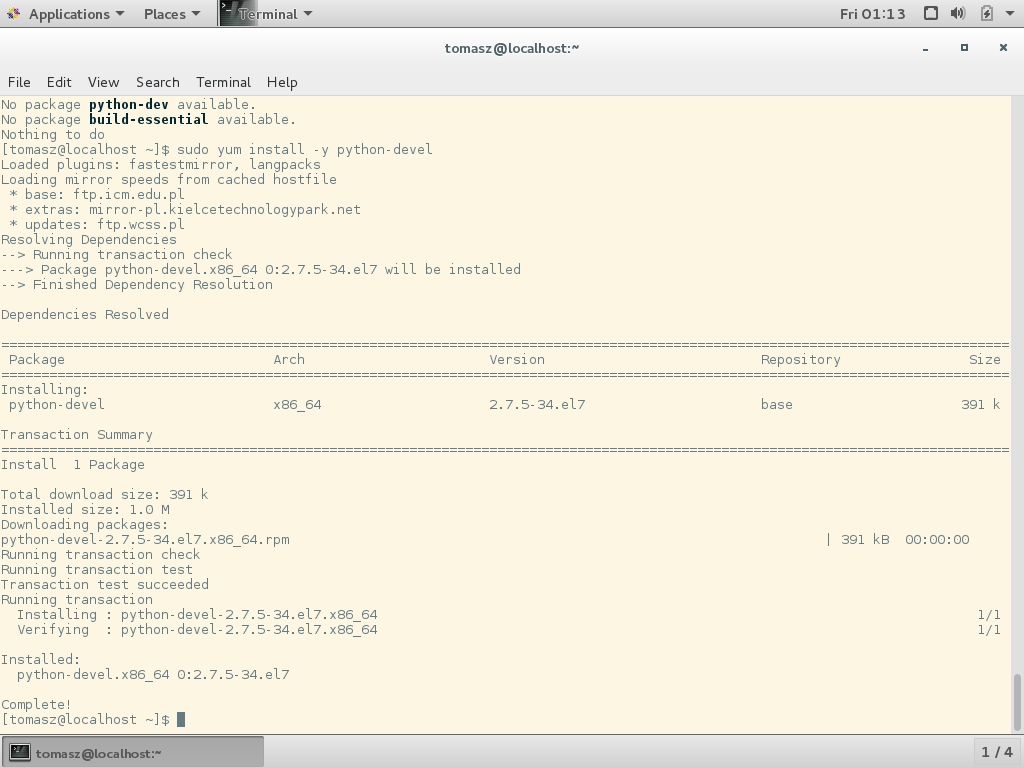 Applications Places Terminal Fri 01:13
tomasz@localhost:~
File Edit View Search Terminal Help
No package python-dev available.
No package build-essential available.
Nothing to do
[tomasz@localhost ~]$ sudo yum install -y python-devel
Loaded plugins: fastestmirror, langpacks
Loading mirror speeds from cached hostfile
 * base: ftp.icm.edu.pl
 * extras: mirror-pl.kielcetechnologypark.net
 * updates: ftp.wcss.pl
Resolving Dependencies
--> Running transaction check
---> Package python-devel.x86_64 0:2.7.5-34.el7 will be installed
--> Finished Dependency Resolution
Dependencies Resolved
================================================================================
 Package Arch Version Repository Size
================================================================================
Installing:
 python-devel x86_64 2.7.5-34.el7 base 391 k
Transaction Summary
================================================================================
Install  1 Package
Total download size: 391 k
Installed size: 1.0 M
Downloading packages:
python-devel-2.7.5-34.el7.x86_64.rpm | 391 kB  00:00:00
Running transaction check
Running transaction test
Transaction test succeeded
Running transaction
  Installing : python-devel-2.7.5-34.el7.x86_64 1/1
  Verifying  : python-devel-2.7.5-34.el7.x86_64 1/1
Installed:
  python-devel.x86_64 0:2.7.5-34.el7
Complete!
[tomasz@localhost ~]$
tomasz@localhost:~ 1 / 4